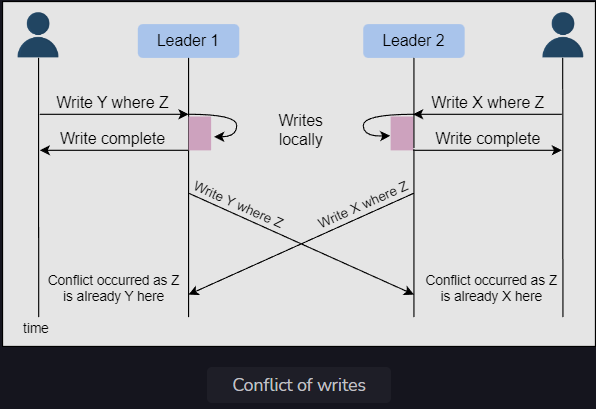 Leader 1
Leader 2
Write Y where Z
Write X where Z
Writes
locally
Write complete
Write complete
Write Y where Z
Write X where Z
Conflict occurred as Z
is already Y here
Conflict occurred as Z
is already X here
time
Conflict of writes